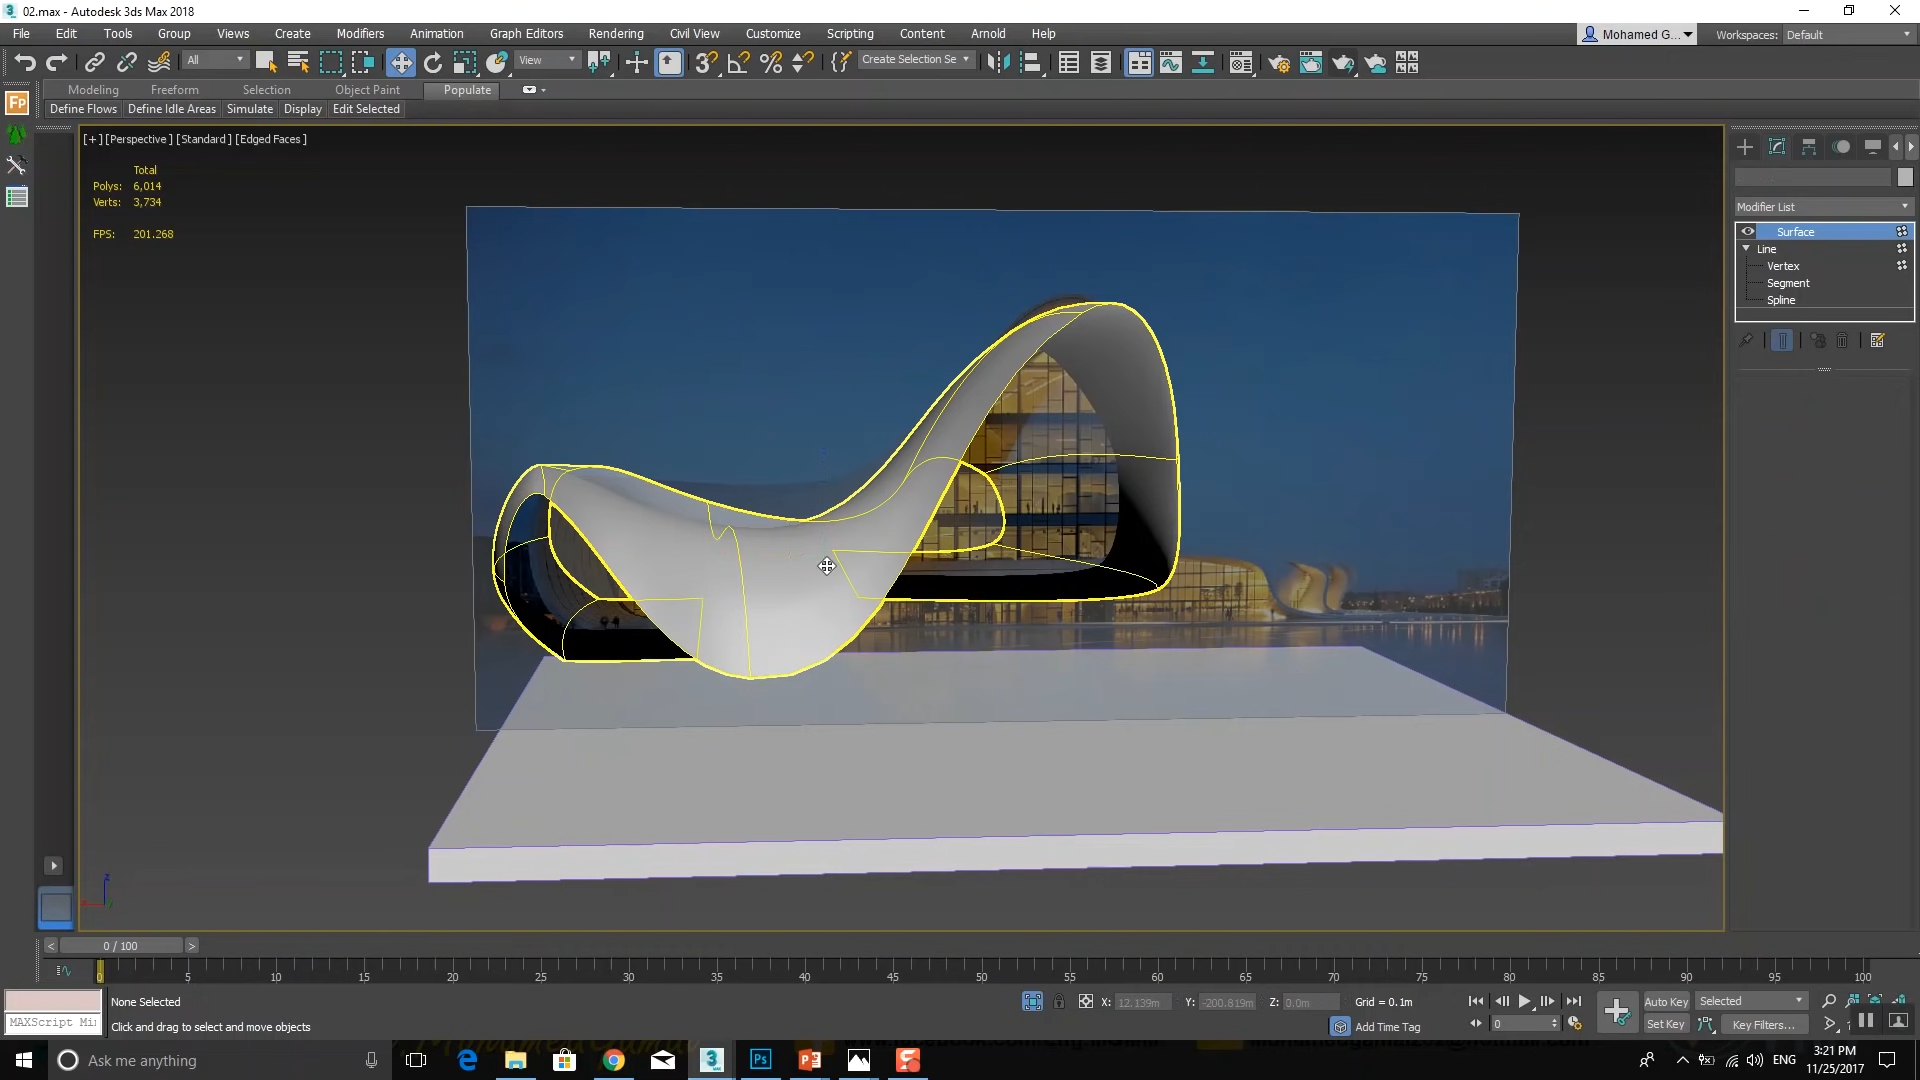 02.max - Autodesk 3ds Max 2018
File Edit Tools Group Views Create Modifiers Animation Graph Editors Rendering Civil View Customize Scripting Content Arnold Help
Mohamed G...
Workspaces: Default
All
View
Create Selection Se
Modeling Freeform Selection Object Paint Populate
Define Flows Define Idle Areas Simulate Display Edit Selected
[+] [Perspective] [Standard] [Edged Faces]
Total
Polys: 6,014
Verts: 3,734
FPS: 201.268
Modifier List
Surface
Line
Vertex
Segment
Spline
0 / 100
0 5 10 15 20 25 30 35 40 45 50 55 60 65 70 75 80 85 90 95 100
None Selected
X: 12.139m Y: -200.819m Z: 0.0m Grid = 0.1m
Auto Key Selected
MAXScript Mi
Click and drag to select and move objects
Add Time Tag
0
Set Key Key Filters...
Ask me anything
ENG
3:21 PM
11/25/2017